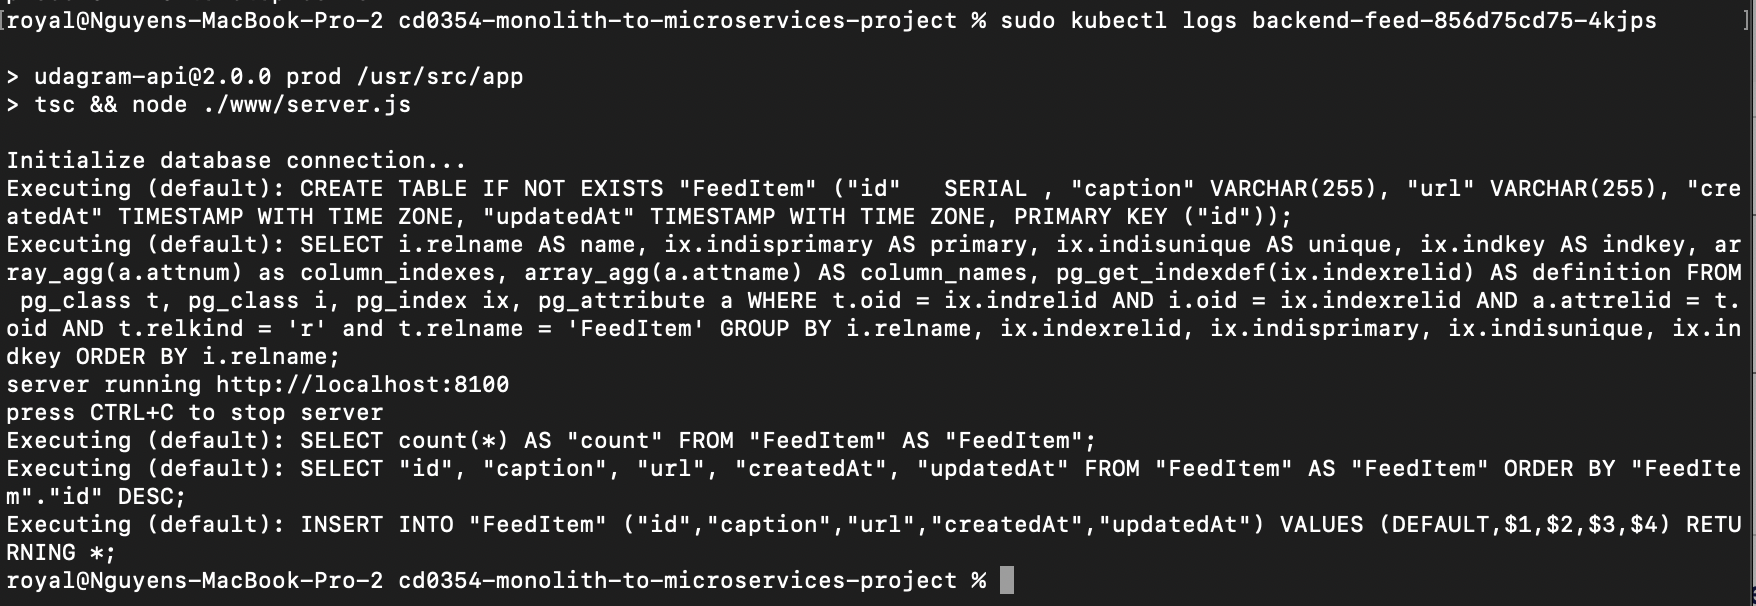 [royal@Nguyens-MacBook-Pro-2 cd0354-monolith-to-microservices-project % sudo kubectl logs backend-feed-856d75cd75-4kjps ]
> udagram-api@2.0.0 prod /usr/src/app
> tsc && node ./www/server.js
Initialize database connection...
Executing (default): CREATE TABLE IF NOT EXISTS "FeedItem" ("id"   SERIAL , "caption" VARCHAR(255), "url" VARCHAR(255), "cre
atedAt" TIMESTAMP WITH TIME ZONE, "updatedAt" TIMESTAMP WITH TIME ZONE, PRIMARY KEY ("id"));
Executing (default): SELECT i.relname AS name, ix.indisprimary AS primary, ix.indisunique AS unique, ix.indkey AS indkey, ar
ray_agg(a.attnum) as column_indexes, array_agg(a.attname) AS column_names, pg_get_indexdef(ix.indexrelid) AS definition FROM
 pg_class t, pg_class i, pg_index ix, pg_attribute a WHERE t.oid = ix.indrelid AND i.oid = ix.indexrelid AND a.attrelid = t.
oid AND t.relkind = 'r' and t.relname = 'FeedItem' GROUP BY i.relname, ix.indexrelid, ix.indisprimary, ix.indisunique, ix.in
dkey ORDER BY i.relname;
server running http://localhost:8100
press CTRL+C to stop server
Executing (default): SELECT count(*) AS "count" FROM "FeedItem" AS "FeedItem";
Executing (default): SELECT "id", "caption", "url", "createdAt", "updatedAt" FROM "FeedItem" AS "FeedItem" ORDER BY "FeedIte
m"."id" DESC;
Executing (default): INSERT INTO "FeedItem" ("id","caption","url","createdAt","updatedAt") VALUES (DEFAULT,$1,$2,$3,$4) RETU
RNING *;
royal@Nguyens-MacBook-Pro-2 cd0354-monolith-to-microservices-project %